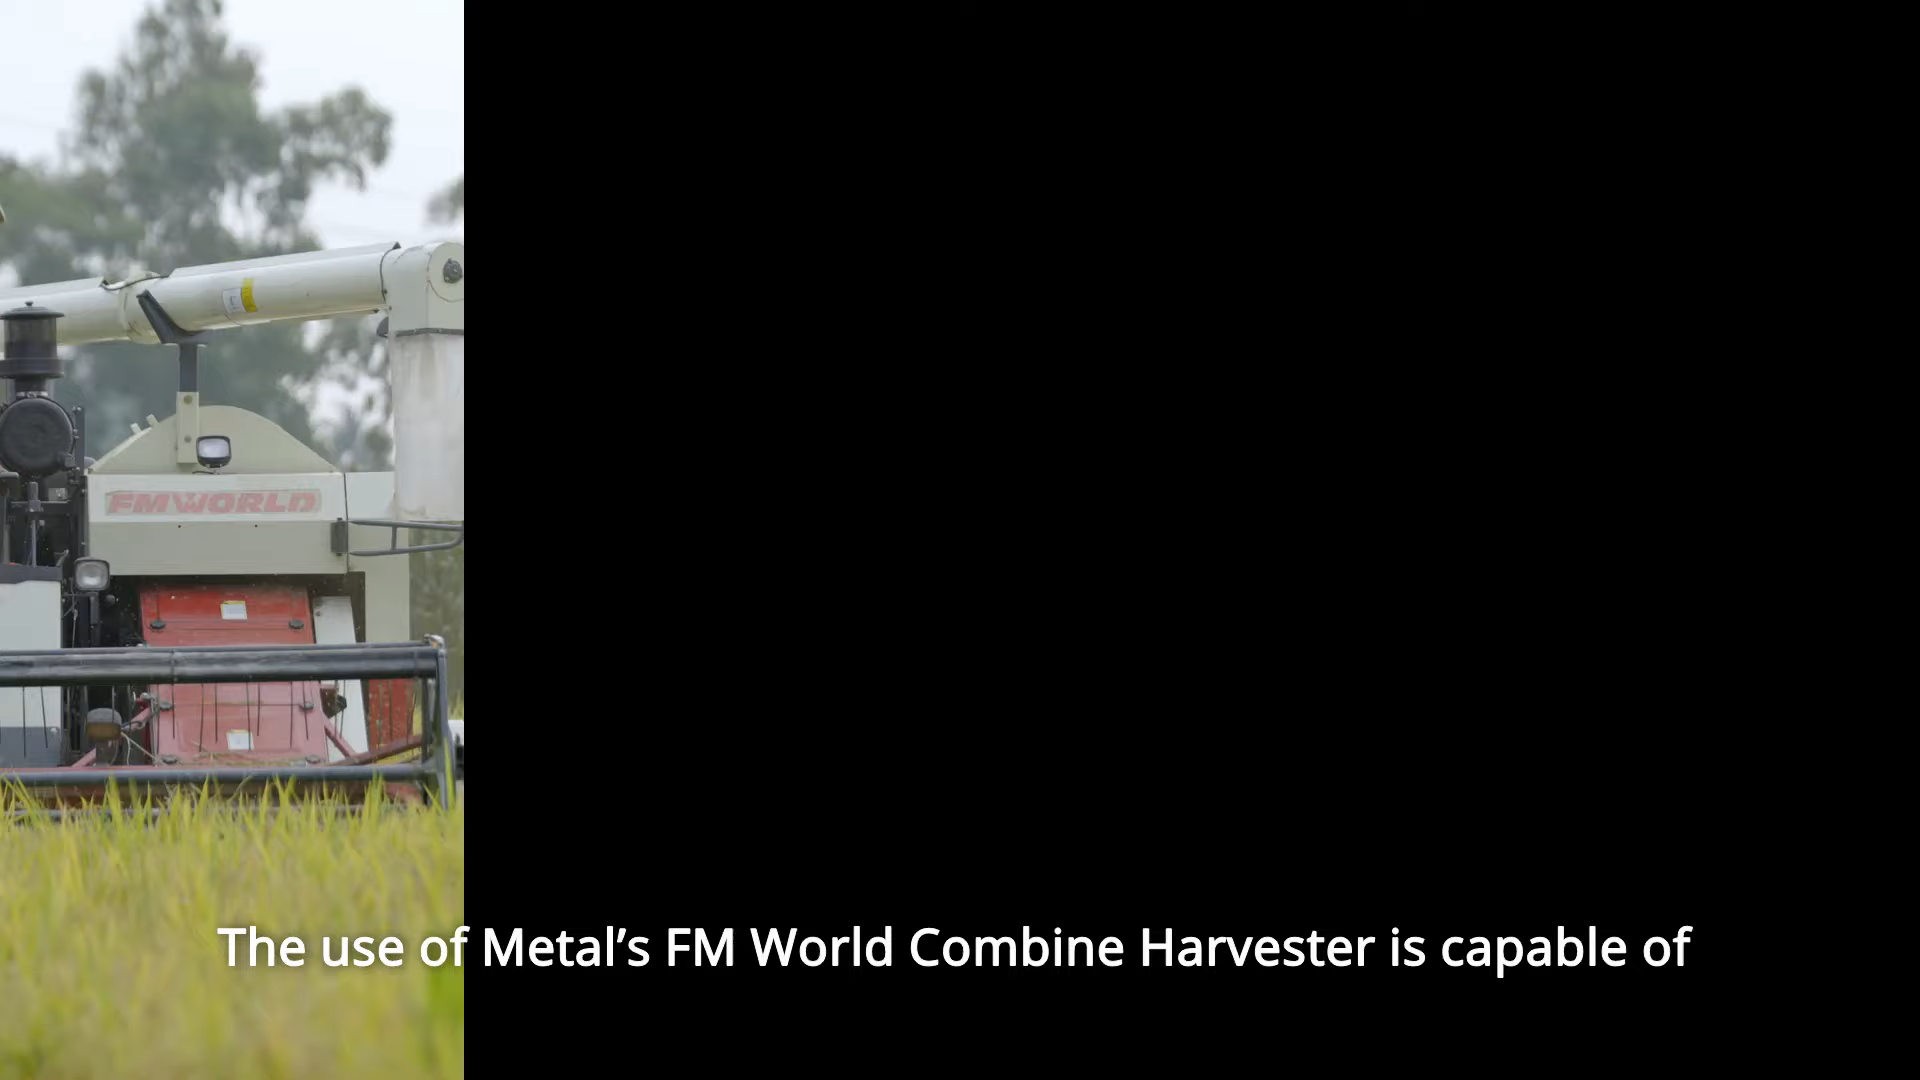 FMWORLD
The use of Metal’s FM World Combine Harvester is capable of